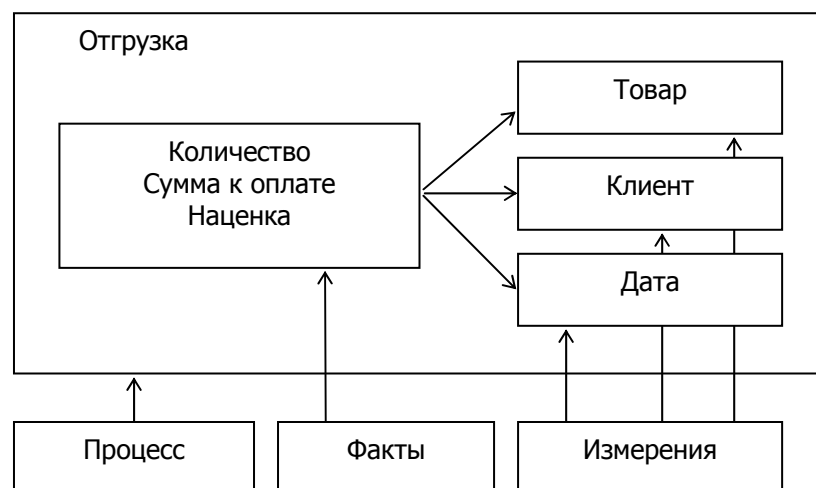 Отгрузка
Количество
Сумма к оплате
Наценка
Товар
Клиент
Дата
Процесс
Факты
Измерения